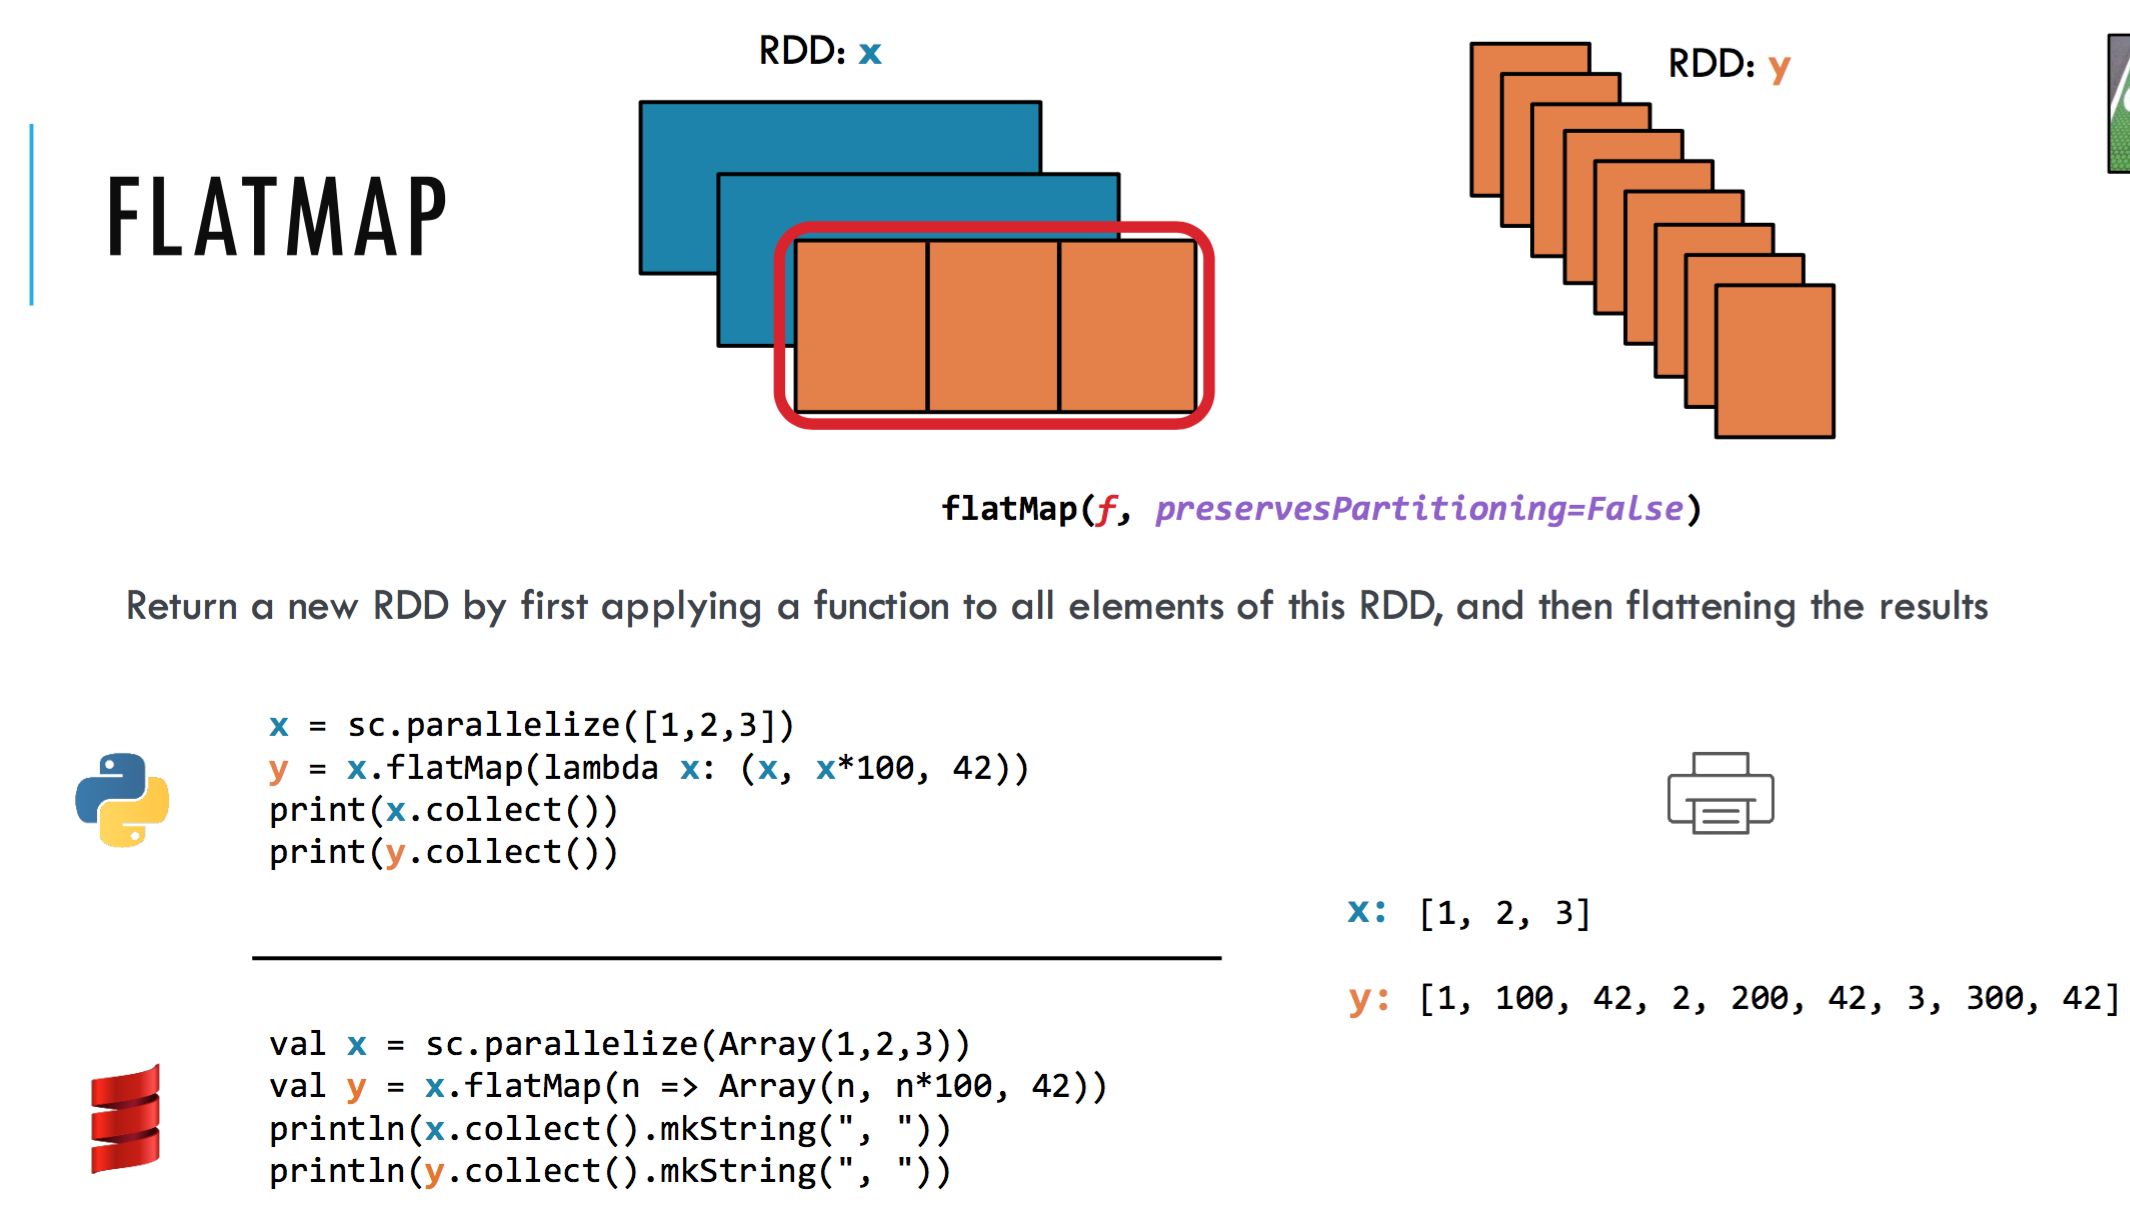 RDD: x
RDD: y
FLATMAP
flatMap(f, preservesPartitioning=False)
Return a new RDD by first applying a function to all elements of this RDD, and then flattening the results
x = sc.parallelize([1,2,3])
y = x.flatMap(lambda x: (x, x*100, 42))
print(x.collect())
print(y.collect())
x: [1, 2, 3]
y: [1, 100, 42, 2, 200, 42, 3, 300, 42]
val x = sc.parallelize(Array(1,2,3))
val y = x.flatMap(n => Array(n, n*100, 42))
println(x.collect().mkString(", "))
println(y.collect().mkString(", "))